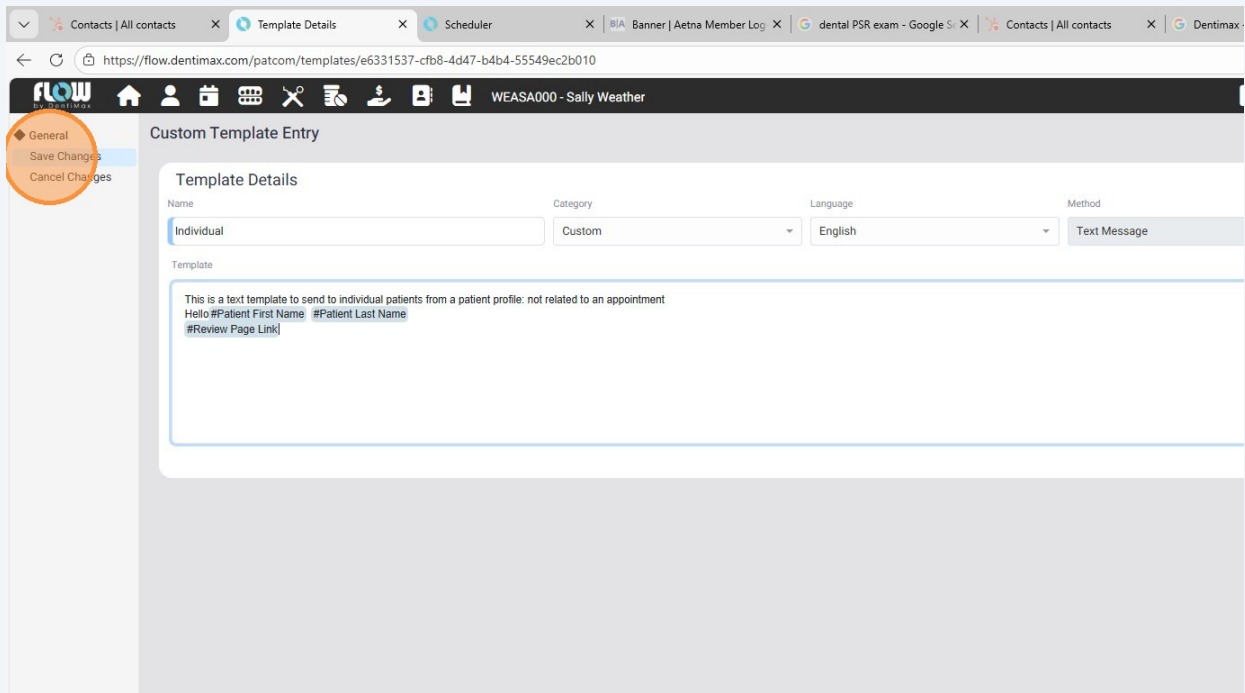 Contacts | All contacts
Template Details
Scheduler
B|A Banner | Aetna Member Log
G dental PSR exam - Google Se
Contacts | All contacts
G Dentimax -
https://flow.dentimax.com/patcom/templates/e6331537-cfb8-4d47-b4b4-55549ec2b010
FLOW
by DentiMax
WEASA000 - Sally Weather
General
Save Changes
Cancel Changes
Custom Template Entry
Template Details
Name
Category
Language
Method
Individual
Custom
English
Text Message
Template
This is a text template to send to individual patients from a patient profile: not related to an appointment
Hello #Patient First Name #Patient Last Name
#Review Page Link